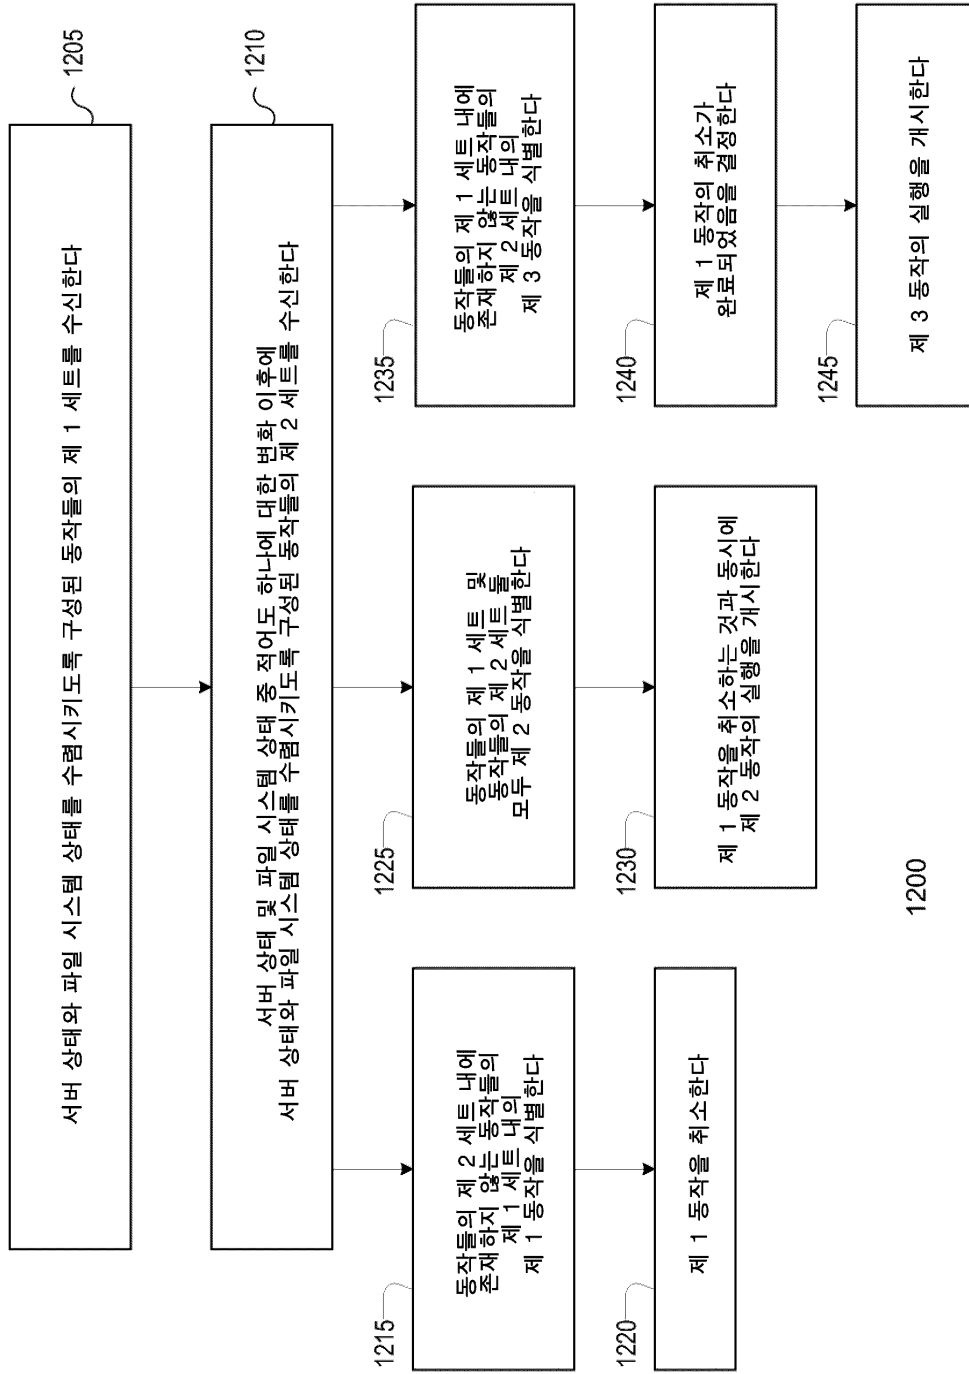 서버 상태와 파일 시스템 상태를 수렴시키도록 구성된 동작들의 제 1 세트를 수신한다
1205
서버 상태 및 파일 시스템 상태 중 적어도 하나에 대한 변화 이후에
서버 상태와 파일 시스템 상태를 수렴시키도록 구성된 동작들의 제 2 세트를 수신한다
1210
1215
동작들의 제 2 세트 내에
존재하지 않는 동작들의
제 1 세트 내의
제 1 동작을 식별한다
1220
제 1 동작을 취소한다
1225
동작들의 제 1 세트 및
동작들의 제 2 세트 둘
모두 제 2 동작을 식별한다
1230
제 1 동작을 취소하는 것과 동시에
제 2 동작의 실행을 개시한다
1235
동작들의 제 1 세트 내에
존재하지 않는 동작들의
제 2 세트 내의
제 3 동작을 식별한다
1240
제 1 동작의 취소가
완료되었음을 결정한다
1245
제 3 동작의 실행을 개시한다
1200